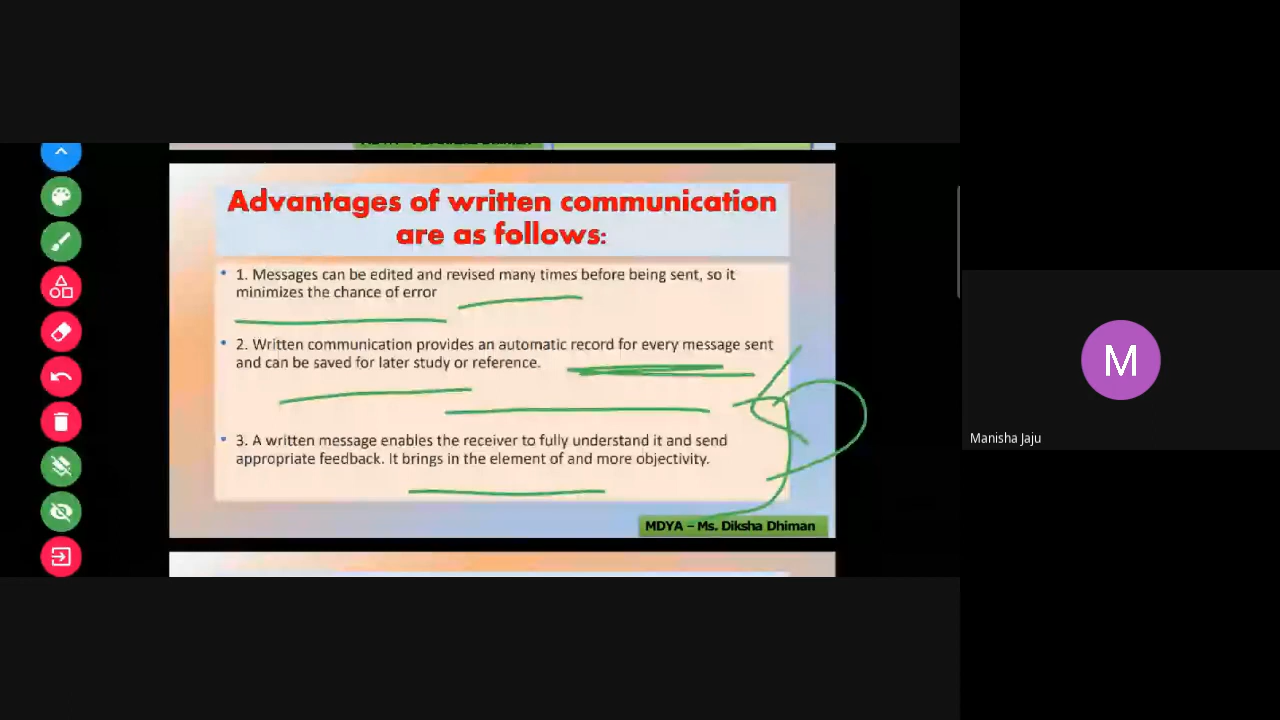 Advantages of written communication
are as follows:
• 1. Messages can be edited and revised many times before being sent, so it
minimizes the chance of error
• 2. Written communication provides an automatic record for every message sent
and can be saved for later study or reference.
• 3. A written message enables the receiver to fully understand it and send
appropriate feedback. It brings in the element of and more objectivity.
MDYA – Ms. Diksha Dhiman
M
Manisha Jaju